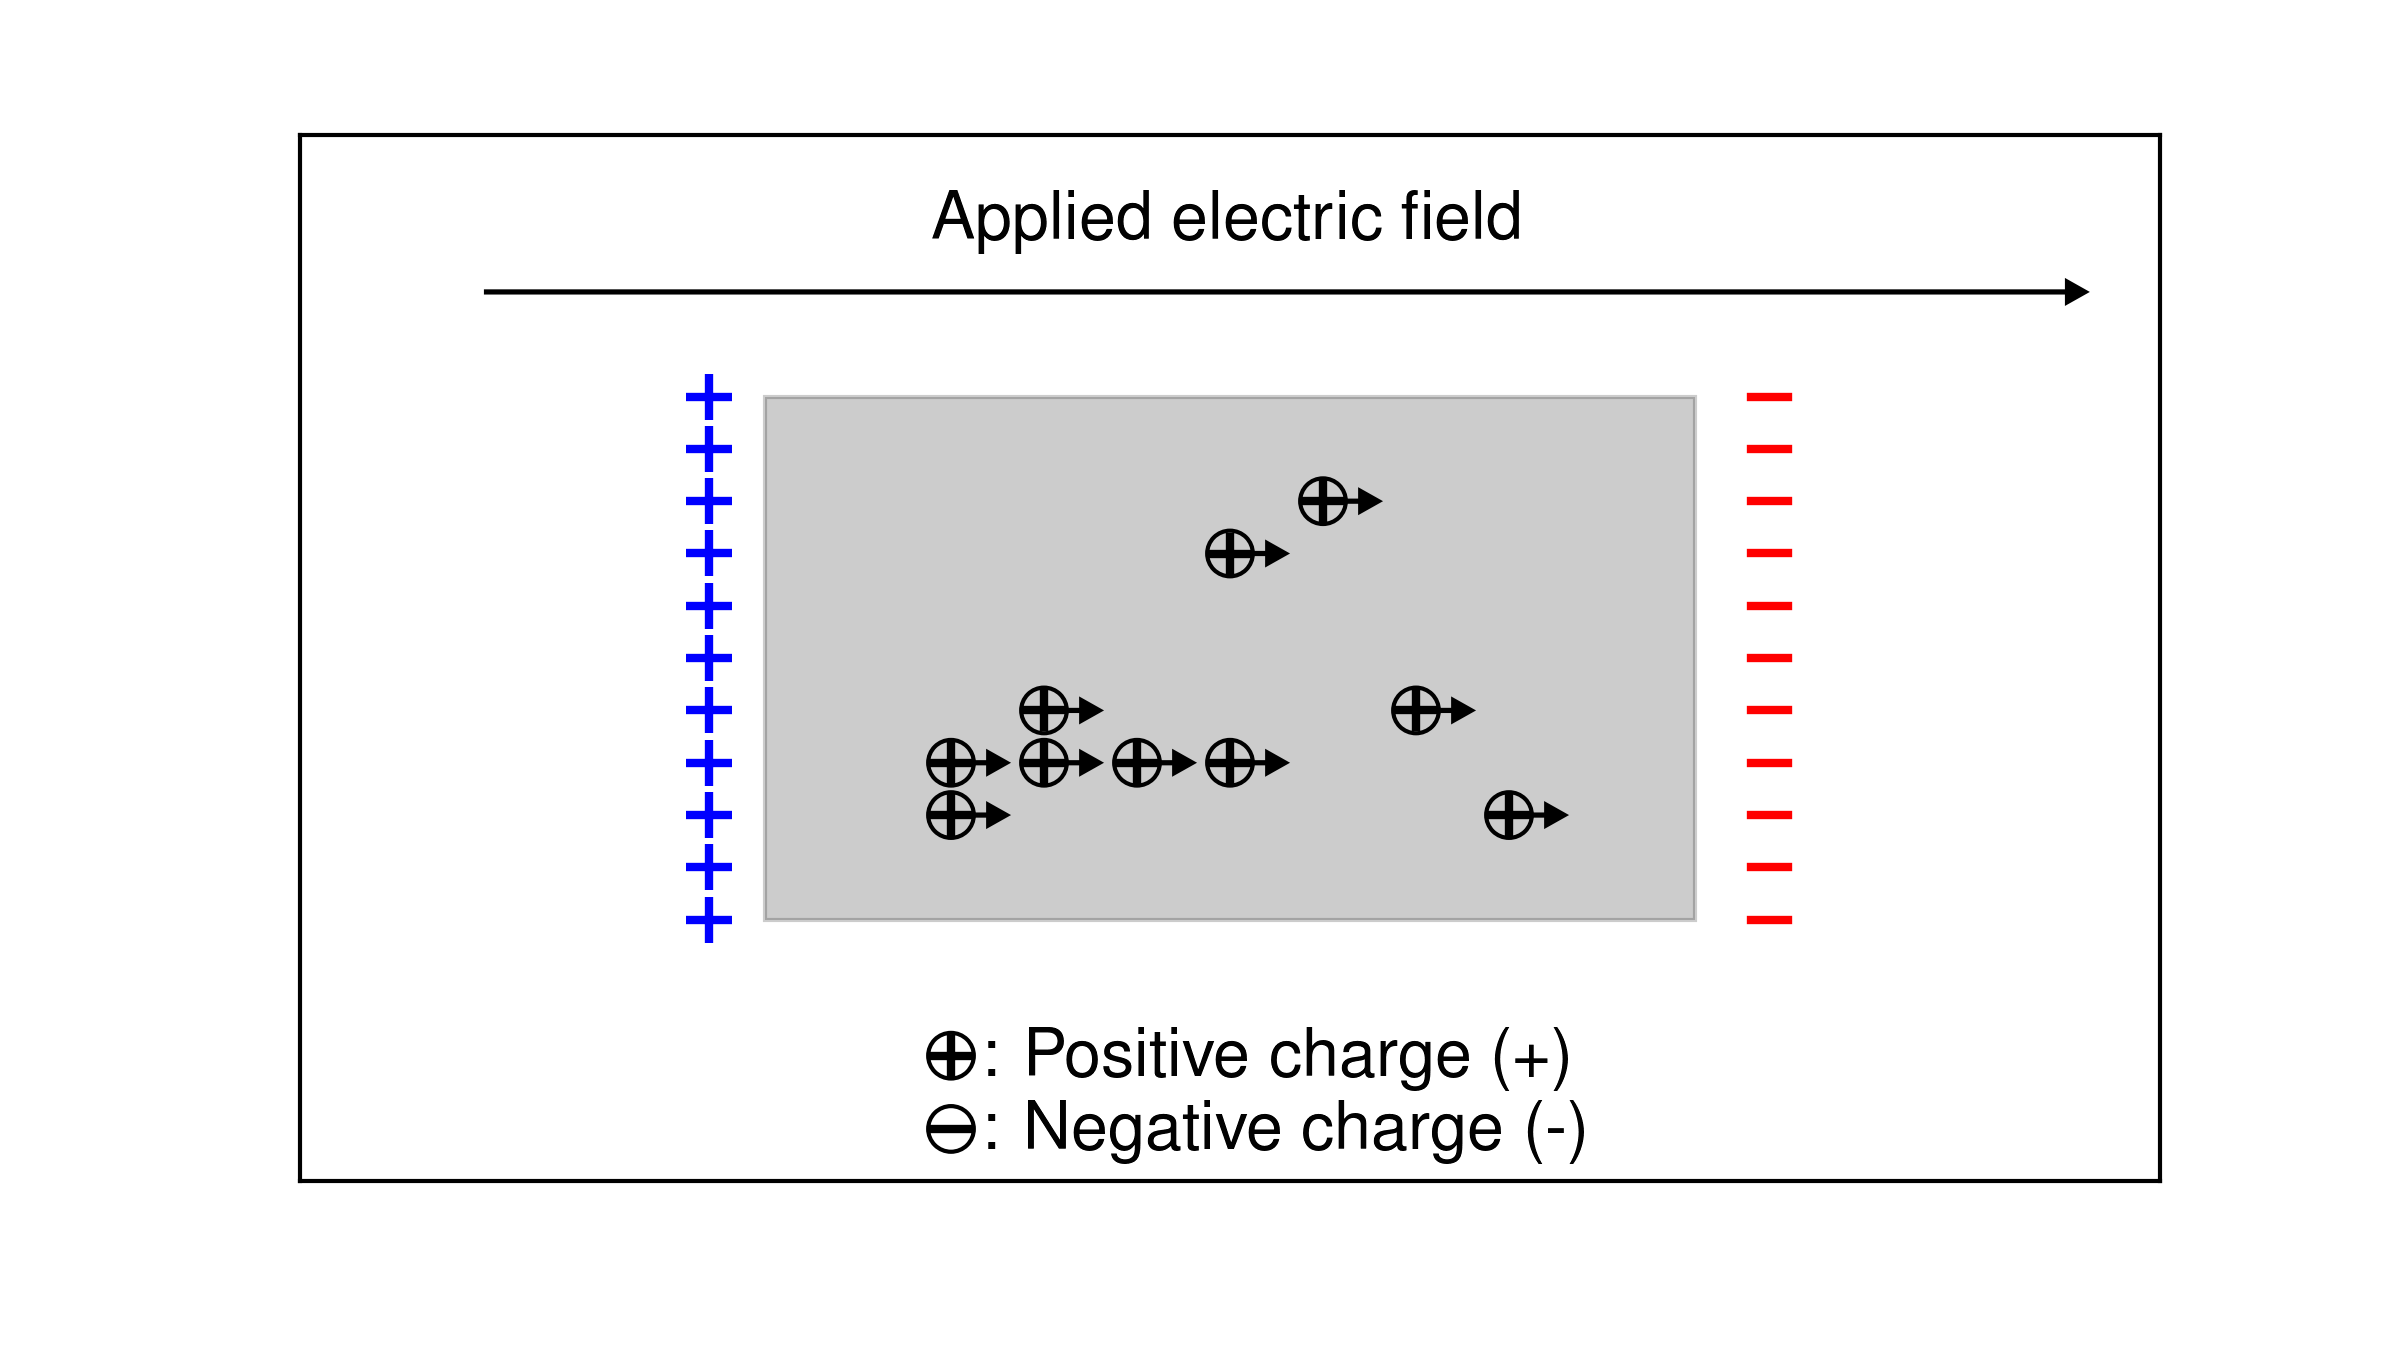 Applied electric field
⊕: Positive charge (+)
⊖: Negative charge (-)